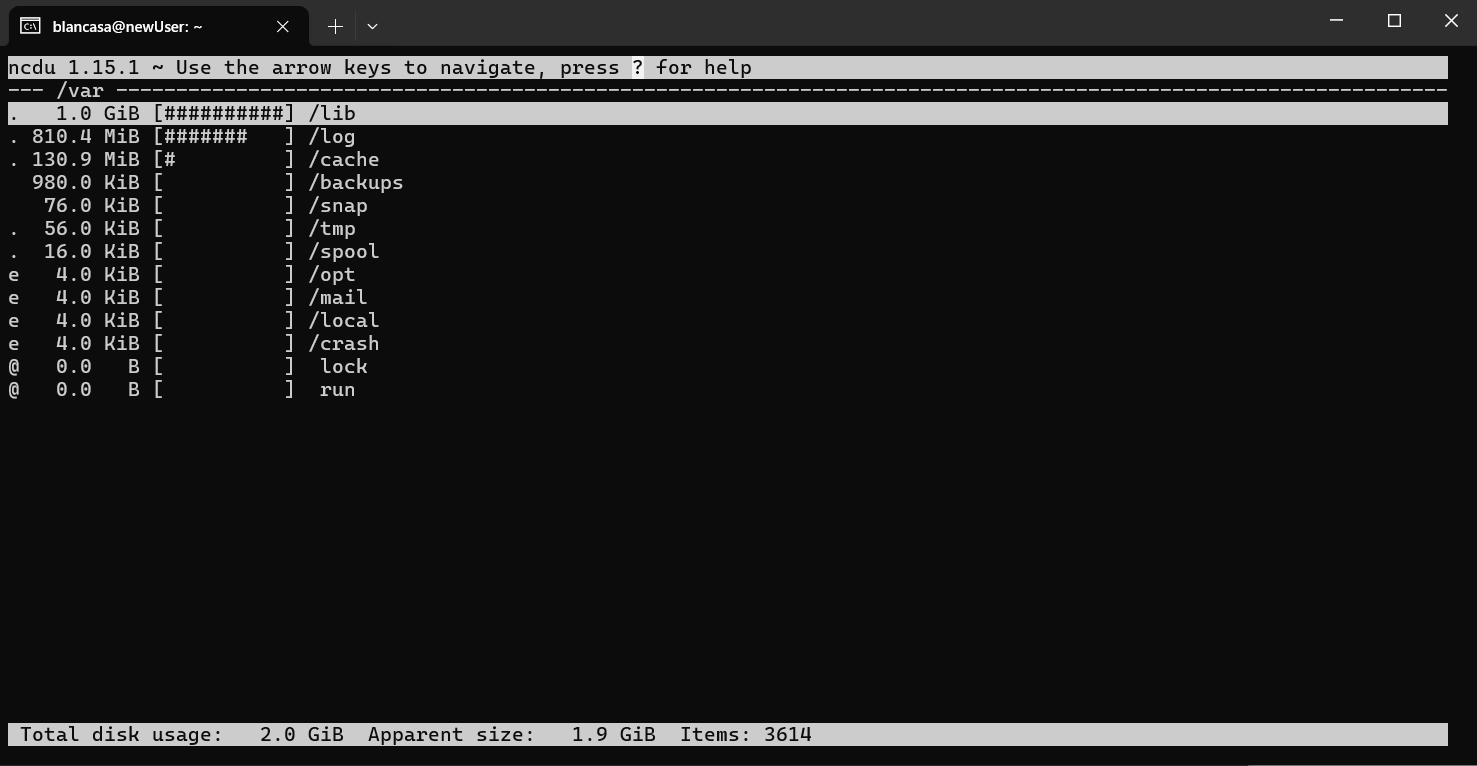 blancasa@newUser: ~
ncdu 1.15.1 ~ Use the arrow keys to navigate, press ? for help
--- /var ---------------------------------------------------------------------------------------------------------------
.   1.0 GiB [##########] /lib
. 810.4 MiB [#######   ] /log
. 130.9 MiB [#         ] /cache
  980.0 KiB [          ] /backups
   76.0 KiB [          ] /snap
.  56.0 KiB [          ] /tmp
.  16.0 KiB [          ] /spool
e   4.0 KiB [          ] /opt
e   4.0 KiB [          ] /mail
e   4.0 KiB [          ] /local
e   4.0 KiB [          ] /crash
@   0.0   B [          ]  lock
@   0.0   B [          ]  run
Total disk usage:   2.0 GiB  Apparent size:   1.9 GiB  Items: 3614